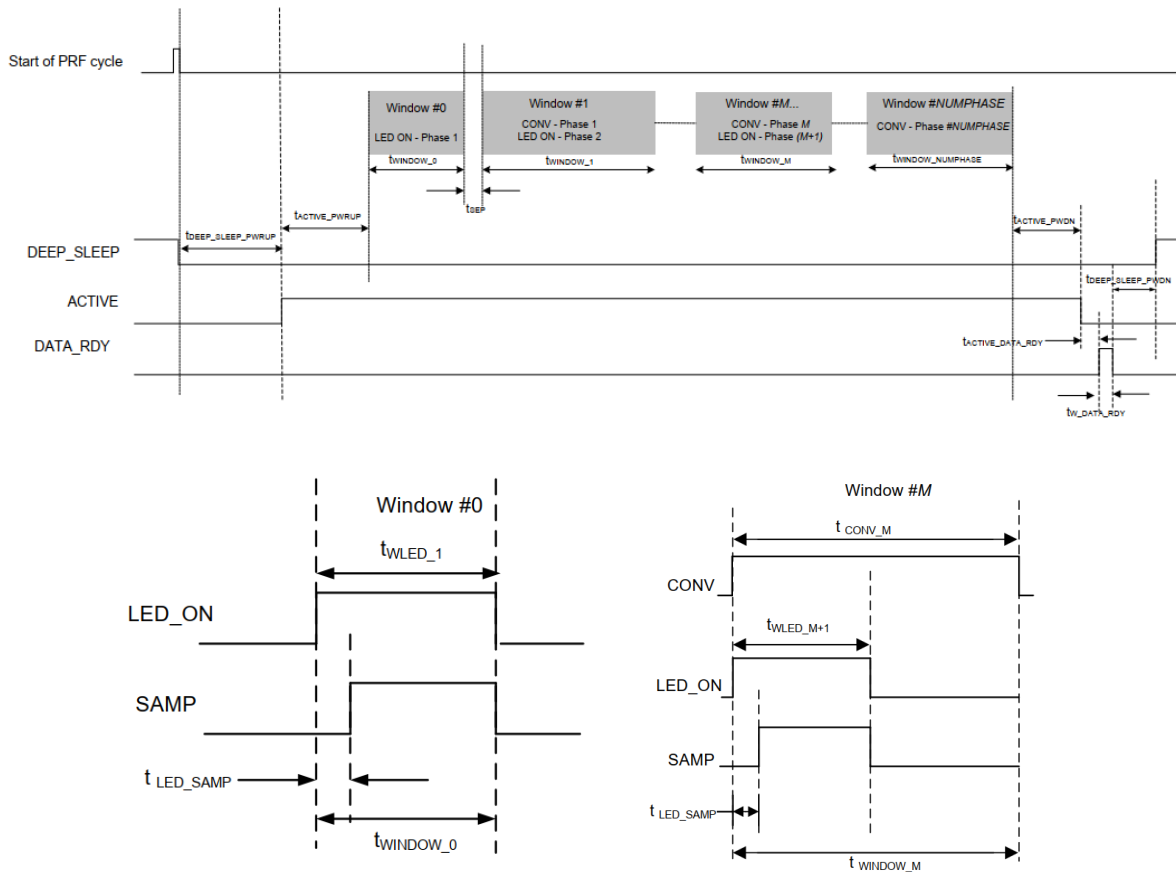 Start of PRF cycle
Window #0
LED ON - Phase 1
Window #1
CONV - Phase 1
LED ON - Phase 2
Window #M...
CONV - Phase M
LED ON - Phase (M+1)
Window #NUMPHASE
CONV - Phase #NUMPHASE
tWINDOW_0
tWINDOW_1
tWINDOW_M
tWINDOW_NUMPHASE
tSEP
tACTIVE_PWRUP
tACTIVE_PWDN
tDEEP_SLEEP_PWRUP
DEEP_SLEEP
tDEEP_SLEEP_PWDN
ACTIVE
tACTIVE_DATA_RDY
DATA_RDY
tW_DATA_RDY
Window #0
tWLED_1
LED_ON
SAMP
t LED_SAMP
tWINDOW_0
Window #M
t CONV_M
CONV
tWLED_M+1
LED_ON
SAMP
t LED_SAMP
t WINDOW_M